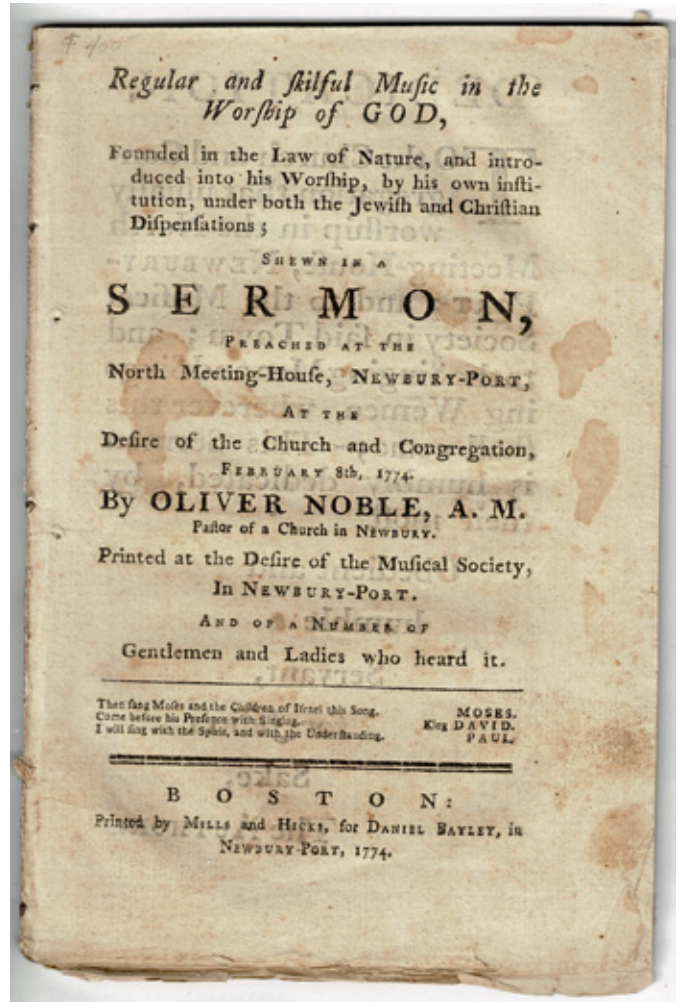 $ 400
Regular and ſkilful Muſic in the
Worſhip of GOD,
Founded in the Law of Nature, and intro-
duced into his Worſhip, by his own inſti-
tution, under both the Jewiſh and Chriſtian
Diſpenſations;
SHEWN IN A
SERMON,
PREACHED AT THE
North Meeting-Houſe, NEWBURY-PORT,
AT THE
Deſire of the Church and Congregation,
FEBRUARY 8th, 1774.
By OLIVER NOBLE, A. M.
Paſtor of a Church in NEWBURY.
Printed at the Deſire of the Muſical Society,
In NEWBURY-PORT.
AND OF A NUMBER OF
Gentlemen and Ladies who heard it.
Then ſang Moſes and the Children of Iſrael this Song. MOSES.
Come before his Preſence with Singing. King DAVID.
I will ſing with the Spirit, and with the Underſtanding. PAUL.
BOSTON:
Printed by MILLS and HICKS, for DANIEL BAYLEY, in
NEWBURY-PORT, 1774.